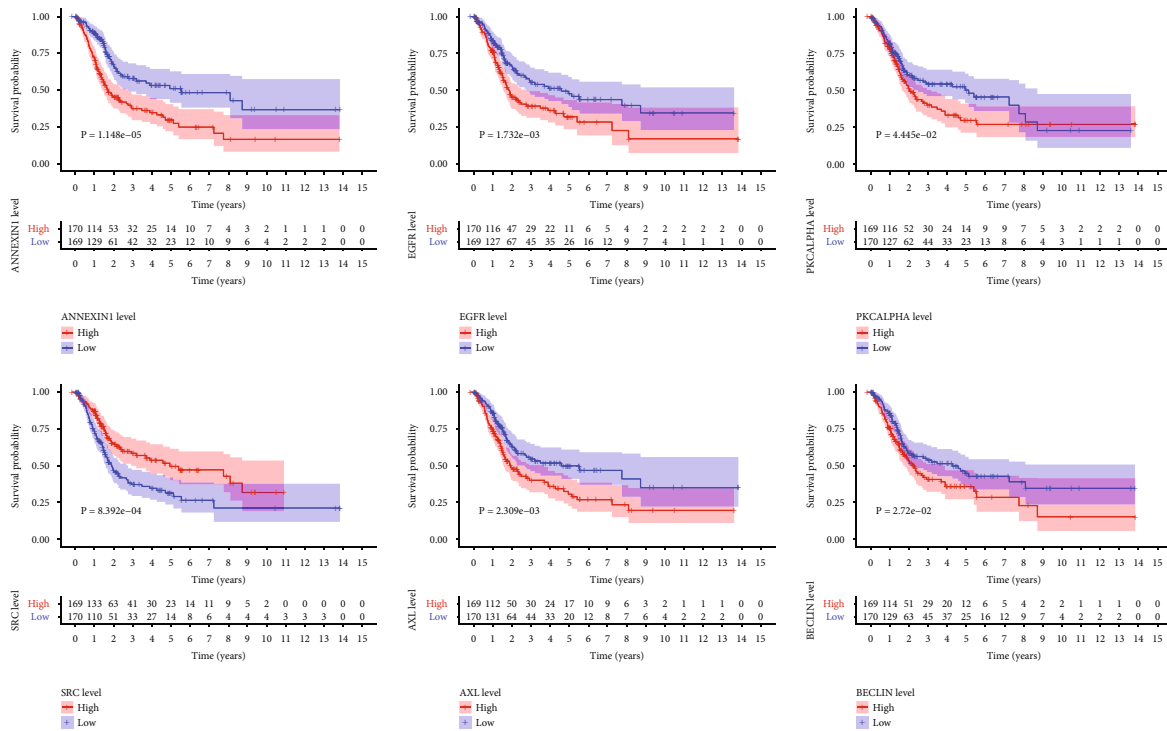 Survival probability
1.00
0.75
0.50
0.25
0.00
P = 1.148e–05
0 1 2 3 4 5 6 7 8 9 10 11 12 13 14 15
Time (years)
ANNEXIN1 level
High 170 114 53 32 25 14 10 7 4 3 2 1 1 1 0 0
Low 169 129 61 42 32 23 12 10 9 6 4 2 2 2 0 0
0 1 2 3 4 5 6 7 8 9 10 11 12 13 14 15
Time (years)
ANNEXIN1 level
High
Low
Survival probability
1.00
0.75
0.50
0.25
0.00
P = 1.732e–03
0 1 2 3 4 5 6 7 8 9 10 11 12 13 14 15
Time (years)
EGFR level
High 170 116 47 29 22 11 6 5 4 2 2 2 2 2 0 0
Low 169 127 67 45 35 26 16 12 9 7 4 1 1 1 0 0
0 1 2 3 4 5 6 7 8 9 10 11 12 13 14 15
Time (years)
EGFR level
High
Low
Survival probability
1.00
0.75
0.50
0.25
0.00
P = 4.445e–02
0 1 2 3 4 5 6 7 8 9 10 11 12 13 14 15
Time (years)
PKCALPHA level
High 169 116 52 30 24 14 9 9 7 5 3 2 2 2 0 0
Low 170 127 62 44 33 23 13 8 6 4 3 1 1 1 0 0
0 1 2 3 4 5 6 7 8 9 10 11 12 13 14 15
Time (years)
PKCALPHA level
High
Low
Survival probability
1.00
0.75
0.50
0.25
0.00
P = 8.392e–04
0 1 2 3 4 5 6 7 8 9 10 11 12 13 14 15
Time (years)
SRC level
High 169 133 63 41 30 23 14 11 9 5 2 0 0 0 0 0
Low 170 110 51 33 27 14 8 6 4 4 4 3 3 3 0 0
0 1 2 3 4 5 6 7 8 9 10 11 12 13 14 15
Time (years)
SRC level
High
Low
Survival probability
1.00
0.75
0.50
0.25
0.00
P = 2.309e–03
0 1 2 3 4 5 6 7 8 9 10 11 12 13 14 15
Time (years)
AXL level
High 169 112 50 30 24 17 10 9 6 3 2 1 1 1 0 0
Low 170 131 64 44 33 20 12 8 7 6 4 2 2 2 0 0
0 1 2 3 4 5 6 7 8 9 10 11 12 13 14 15
Time (years)
AXL level
High
Low
Survival probability
1.00
0.75
0.50
0.25
0.00
P = 2.72e–02
0 1 2 3 4 5 6 7 8 9 10 11 12 13 14 15
Time (years)
BECLIN level
High 169 114 51 29 20 12 6 5 4 2 2 1 1 1 0 0
Low 170 129 63 45 37 25 16 12 9 7 4 2 2 2 0 0
0 1 2 3 4 5 6 7 8 9 10 11 12 13 14 15
Time (years)
BECLIN level
High
Low